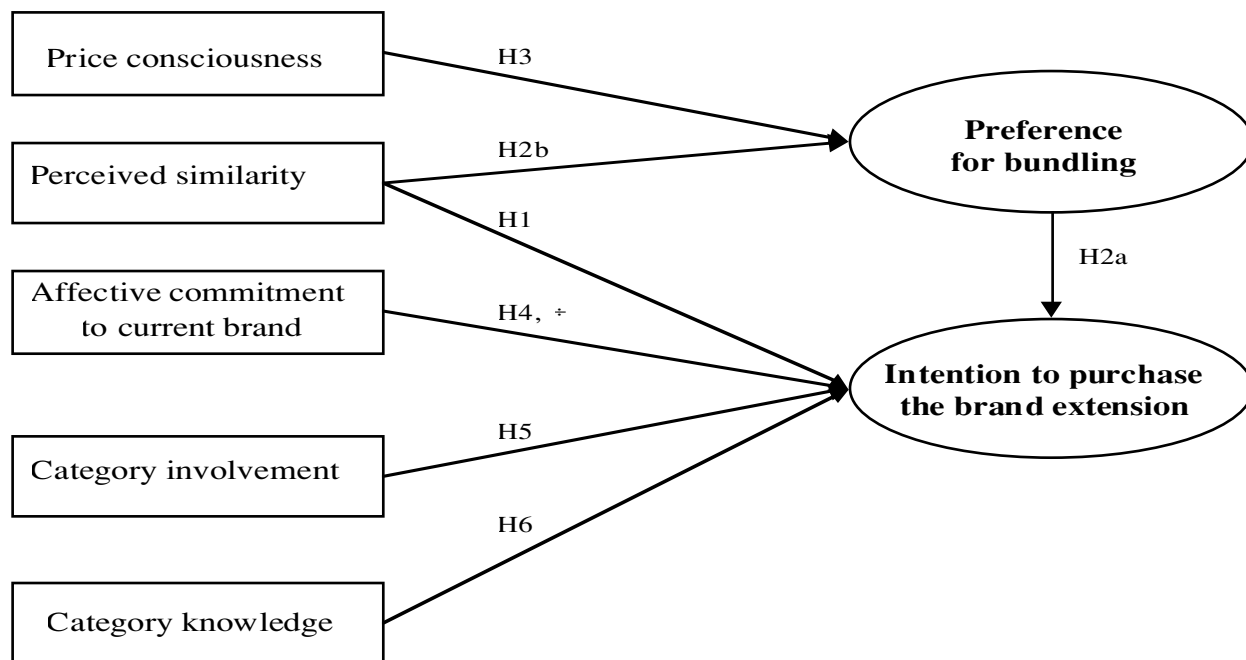 Price consciousness
H3
Preference
for bundling
Perceived similarity
H2b
H1
H2a
Affective commitment
to current brand
H4, ÷
Intention to purchase
the brand extension
Category involvement
H5
H6
Category knowledge